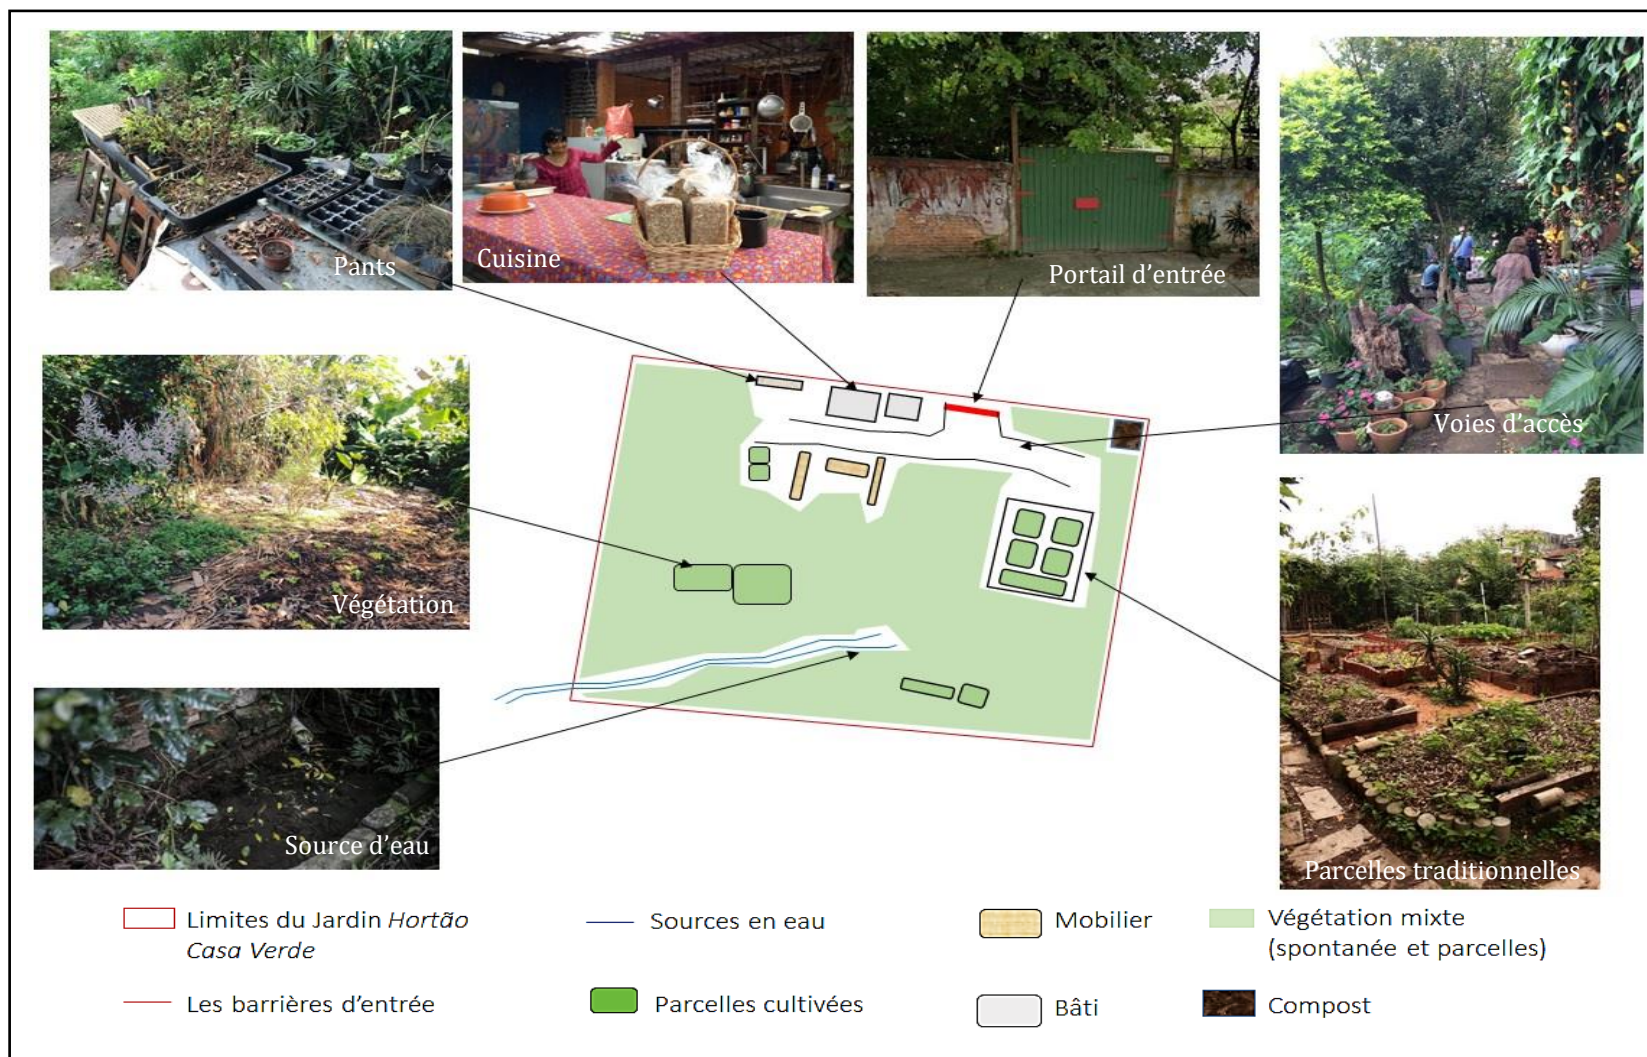 Pants
Cuisine
Portail d'entrée
Voies d'accès
Végétation
Source d'eau
Parcelles traditionnelles
Limites du Jardin Hortão
Casa Verde
Les barrières d'entrée
Sources en eau
Parcelles cultivées
Mobilier
Bâti
Végétation mixte
(spontanée et parcelles)
Compost